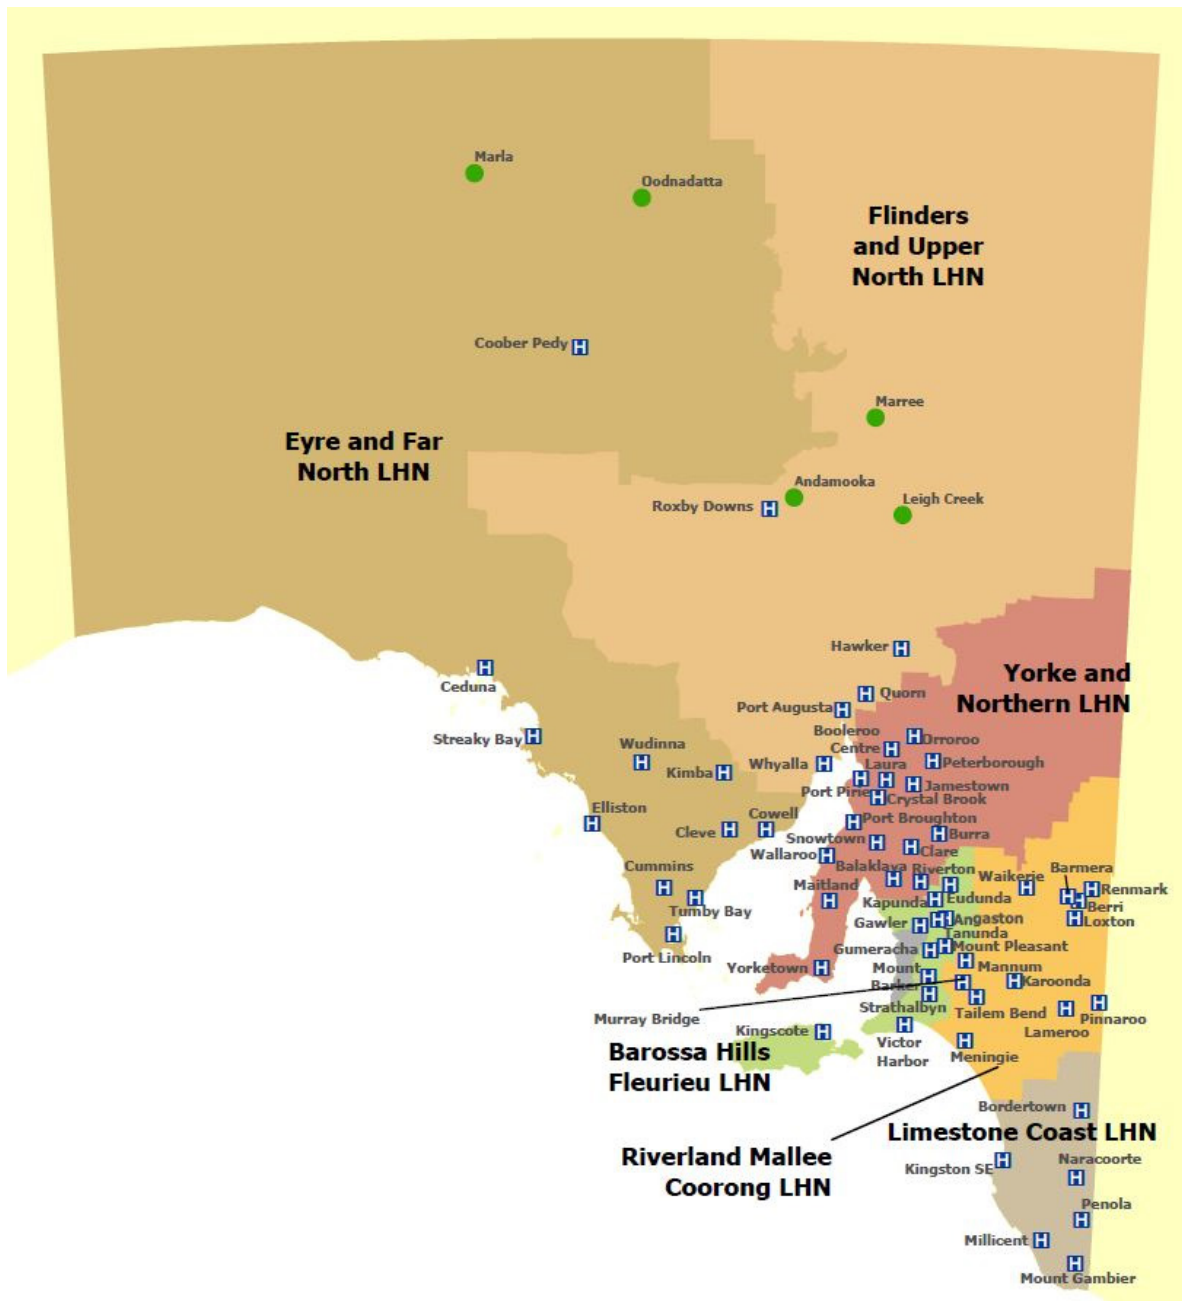 Marla
Oodnadatta
Flinders
and Upper
North LHN
Coober Pedy
H
Marree
Eyre and Far
North LHN
Andamooka
Leigh Creek
Roxby Downs
H
Hawker
H
Yorke and
Northern LHN
H
Ceduna
H
Quorn
Port Augusta
H
Booleroo
Centre
H
H
Orroroo
Streaky Bay
H
Wudinna
H
Kimba
H
Whyalla
H
Laura
H
H
Peterborough
Port Pirie
H
H
Jamestown
H
Crystal Brook
Elliston
H
Cleve
H
Cowell
H
H
Port Broughton
Snowtown
H
H
Burra
Wallaroo
H
H
Clare
Cummins
H
Balaklava
H
Riverton
H
Waikerie
H
Barmera
H
H
Renmark
H
Berri
H
Loxton
H
Tumby Bay
Maitland
H
Kapunda
H
H
Eudunda
Gawler
H
H
H
Angaston
Tanunda
H
Port Lincoln
Gumeracha
H
H
Mount Pleasant
Yorketown
H
Mount
Barker
H
H
Mannum
H
Karoonda
Murray Bridge
H
H
Strathalbyn
H
Tailem Bend
H
Lameroo
H
Pinnaroo
Kingscote
H
H
Victor
Harbor
H
Meningie
Barossa Hills
Fleurieu LHN
Bordertown
H
Limestone Coast LHN
Riverland Mallee
Coorong LHN
Kingston SE
H
Naracoorte
H
Penola
H
Millicent
H
H
Mount Gambier